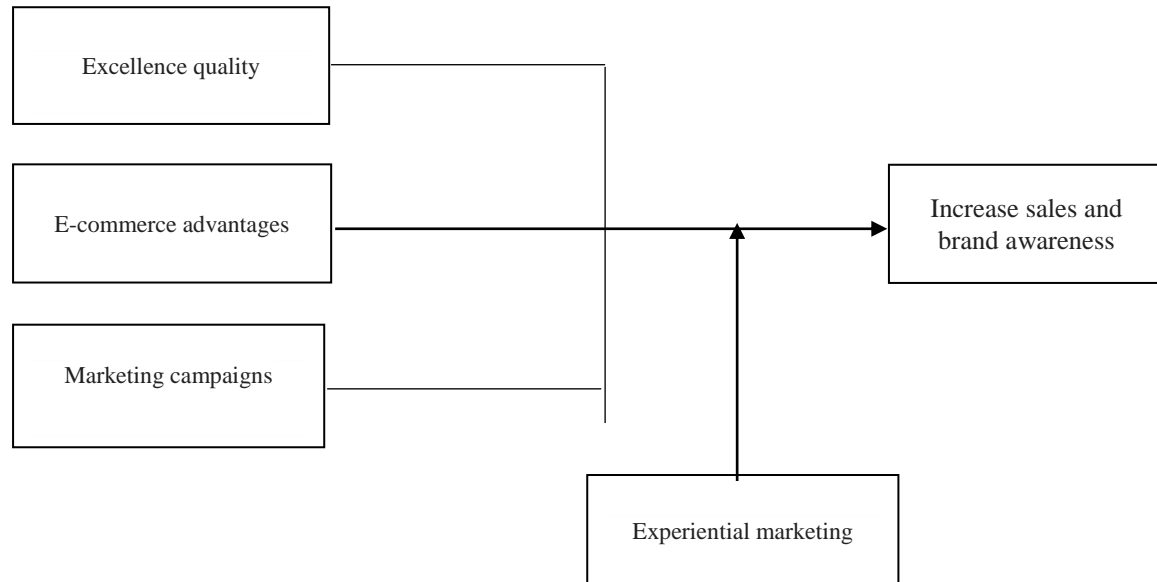 Excellence quality
E-commerce advantages
Increase sales and
brand awareness
Marketing campaigns
Experiential marketing